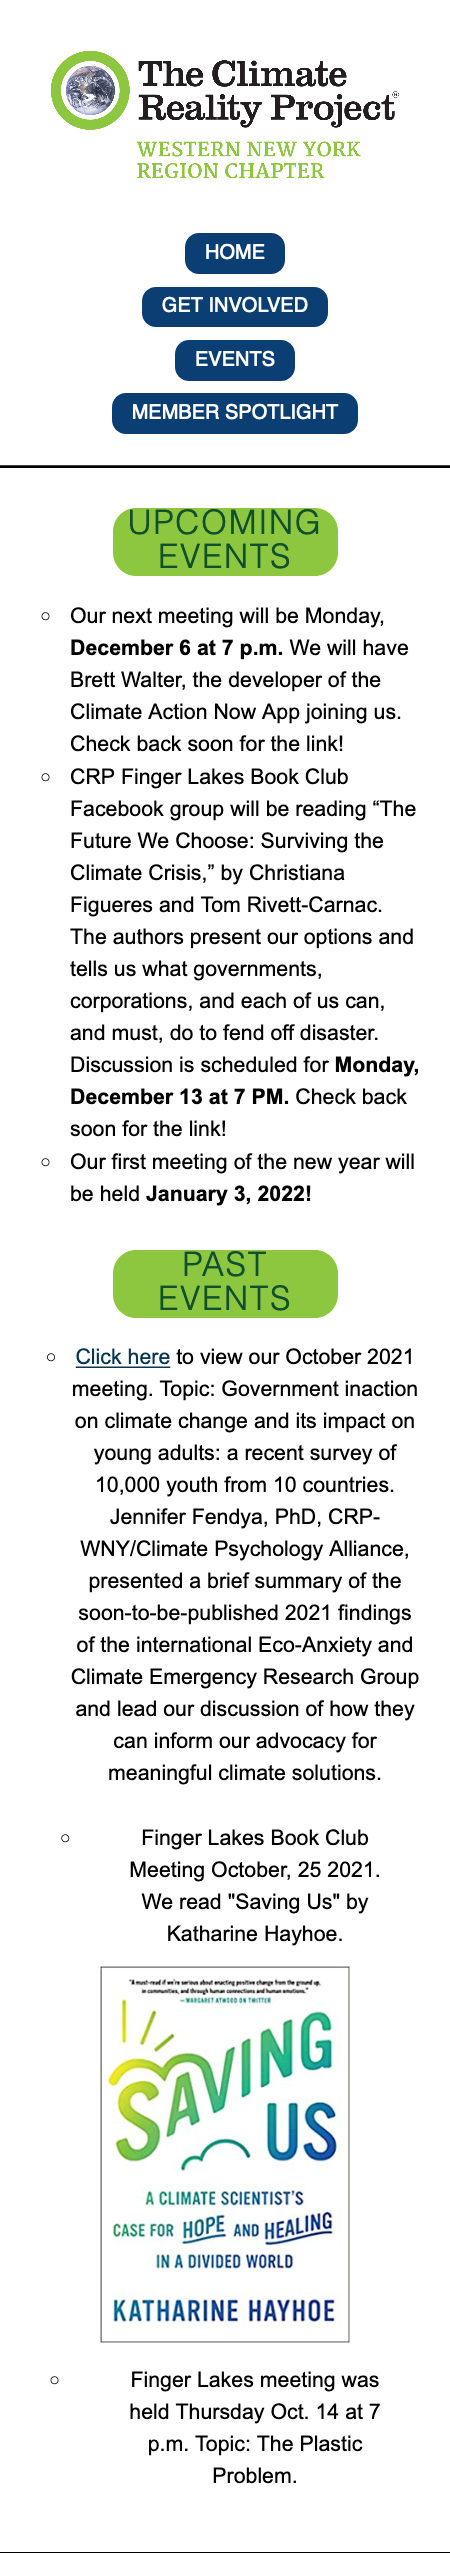 The Climate
Reality Project®
WESTERN NEW YORK
REGION CHAPTER
HOME
GET INVOLVED
EVENTS
MEMBER SPOTLIGHT
UPCOMING
EVENTS
Our next meeting will be Monday,
December 6 at 7 p.m. We will have
Brett Walter, the developer of the
Climate Action Now App joining us.
Check back soon for the link!
CRP Finger Lakes Book Club
Facebook group will be reading “The
Future We Choose: Surviving the
Climate Crisis,” by Christiana
Figueres and Tom Rivett-Carnac.
The authors present our options and
tells us what governments,
corporations, and each of us can,
and must, do to fend off disaster.
Discussion is scheduled for Monday,
December 13 at 7 PM. Check back
soon for the link!
Our first meeting of the new year will
be held January 3, 2022!
PAST
EVENTS
Click here to view our October 2021
meeting. Topic: Government inaction
on climate change and its impact on
young adults: a recent survey of
10,000 youth from 10 countries.
Jennifer Fendya, PhD, CRP-
WNY/Climate Psychology Alliance,
presented a brief summary of the
soon-to-be-published 2021 findings
of the international Eco-Anxiety and
Climate Emergency Research Group
and lead our discussion of how they
can inform our advocacy for
meaningful climate solutions.
Finger Lakes Book Club
Meeting October, 25 2021.
We read "Saving Us" by
Katharine Hayhoe.
"A must-read if we're serious about enacting positive change from the ground up,
in communities, and through human connections and human emotions."
—MARGARET ATWOOD ON TWITTER
SAVING
US
A CLIMATE SCIENTIST'S
CASE FOR HOPE AND HEALING
IN A DIVIDED WORLD
KATHARINE HAYHOE
Finger Lakes meeting was
held Thursday Oct. 14 at 7
p.m. Topic: The Plastic
Problem.